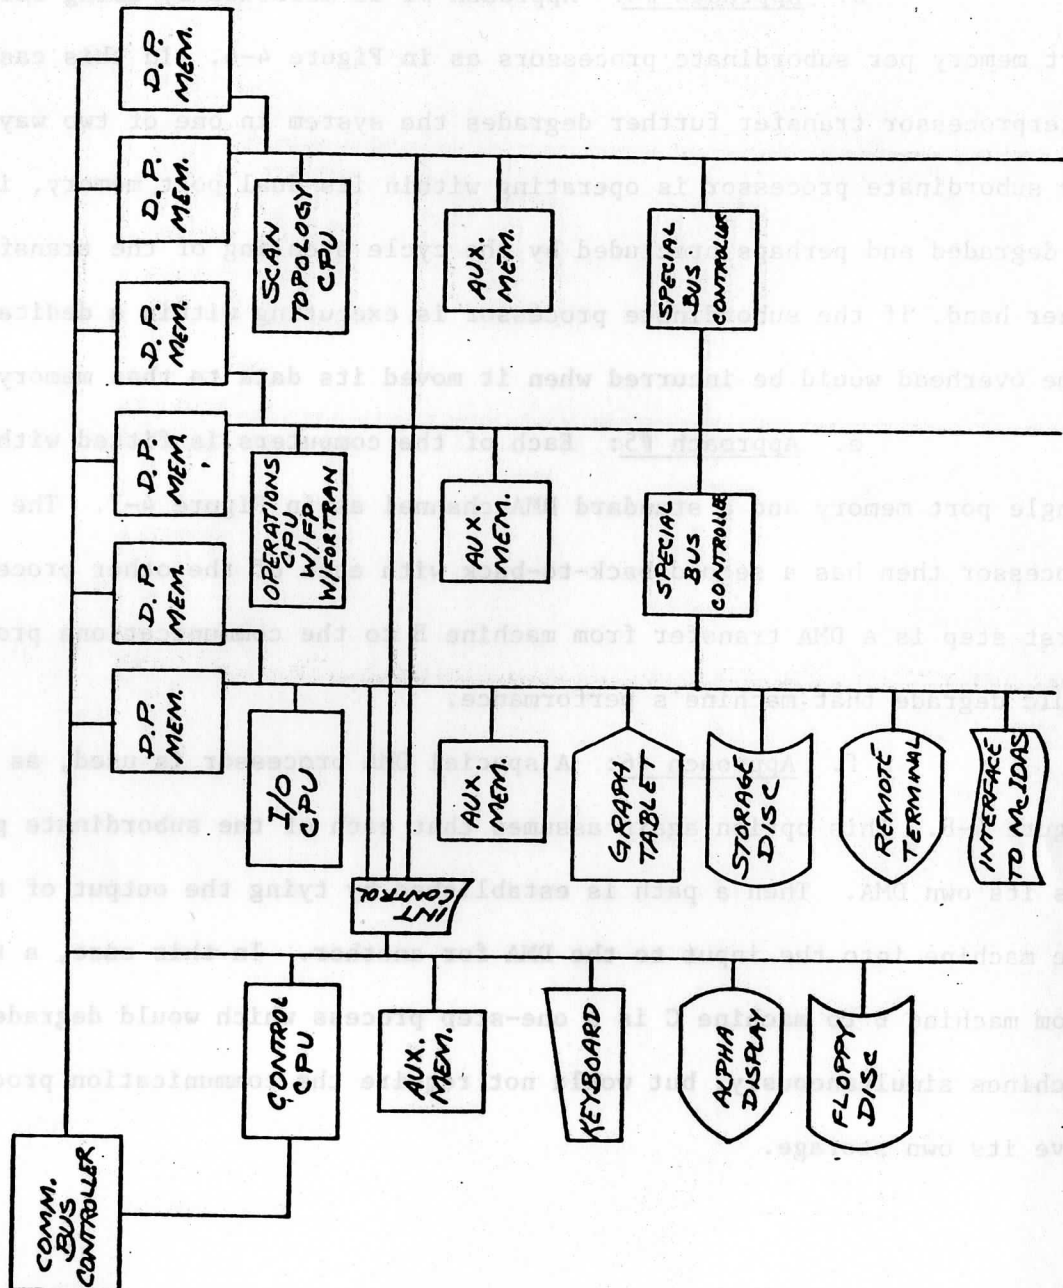 COMM.
BUS
CONTROLLER
D.P.
MEM.
D.P.
MEM.
D.P.
MEM.
D.P.
MEM.
D.P.
MEM.
D.P.
MEM.
CONTROL
CPU
I/O
CPU
OPERATIONS
CPU
W/FP
W/FORTRAN
SCAN
TOPOLOGY
CPU
INT
CONTROL
AUX.
MEM.
AUX.
MEM.
AUX.
MEM.
AUX
MEM.
KEYBOARD
GRAPH
TABLE
ALPHA
DISPLAY
STORAGE
DISC
SPECIAL
BUS
CONTROLLER
SPECIAL
BUS
CONTROLLER
FLOPPY
DISC
REMOTE
TERMINAL
INTERFACE
TO MIDAS